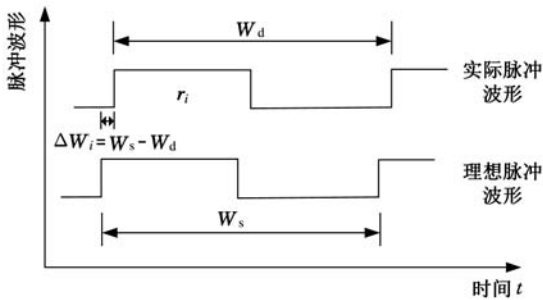 脉冲波形
W_d
实际脉冲
波形
r_i
ΔW_i = W_s − W_d
理想脉冲
波形
W_s
时间 t